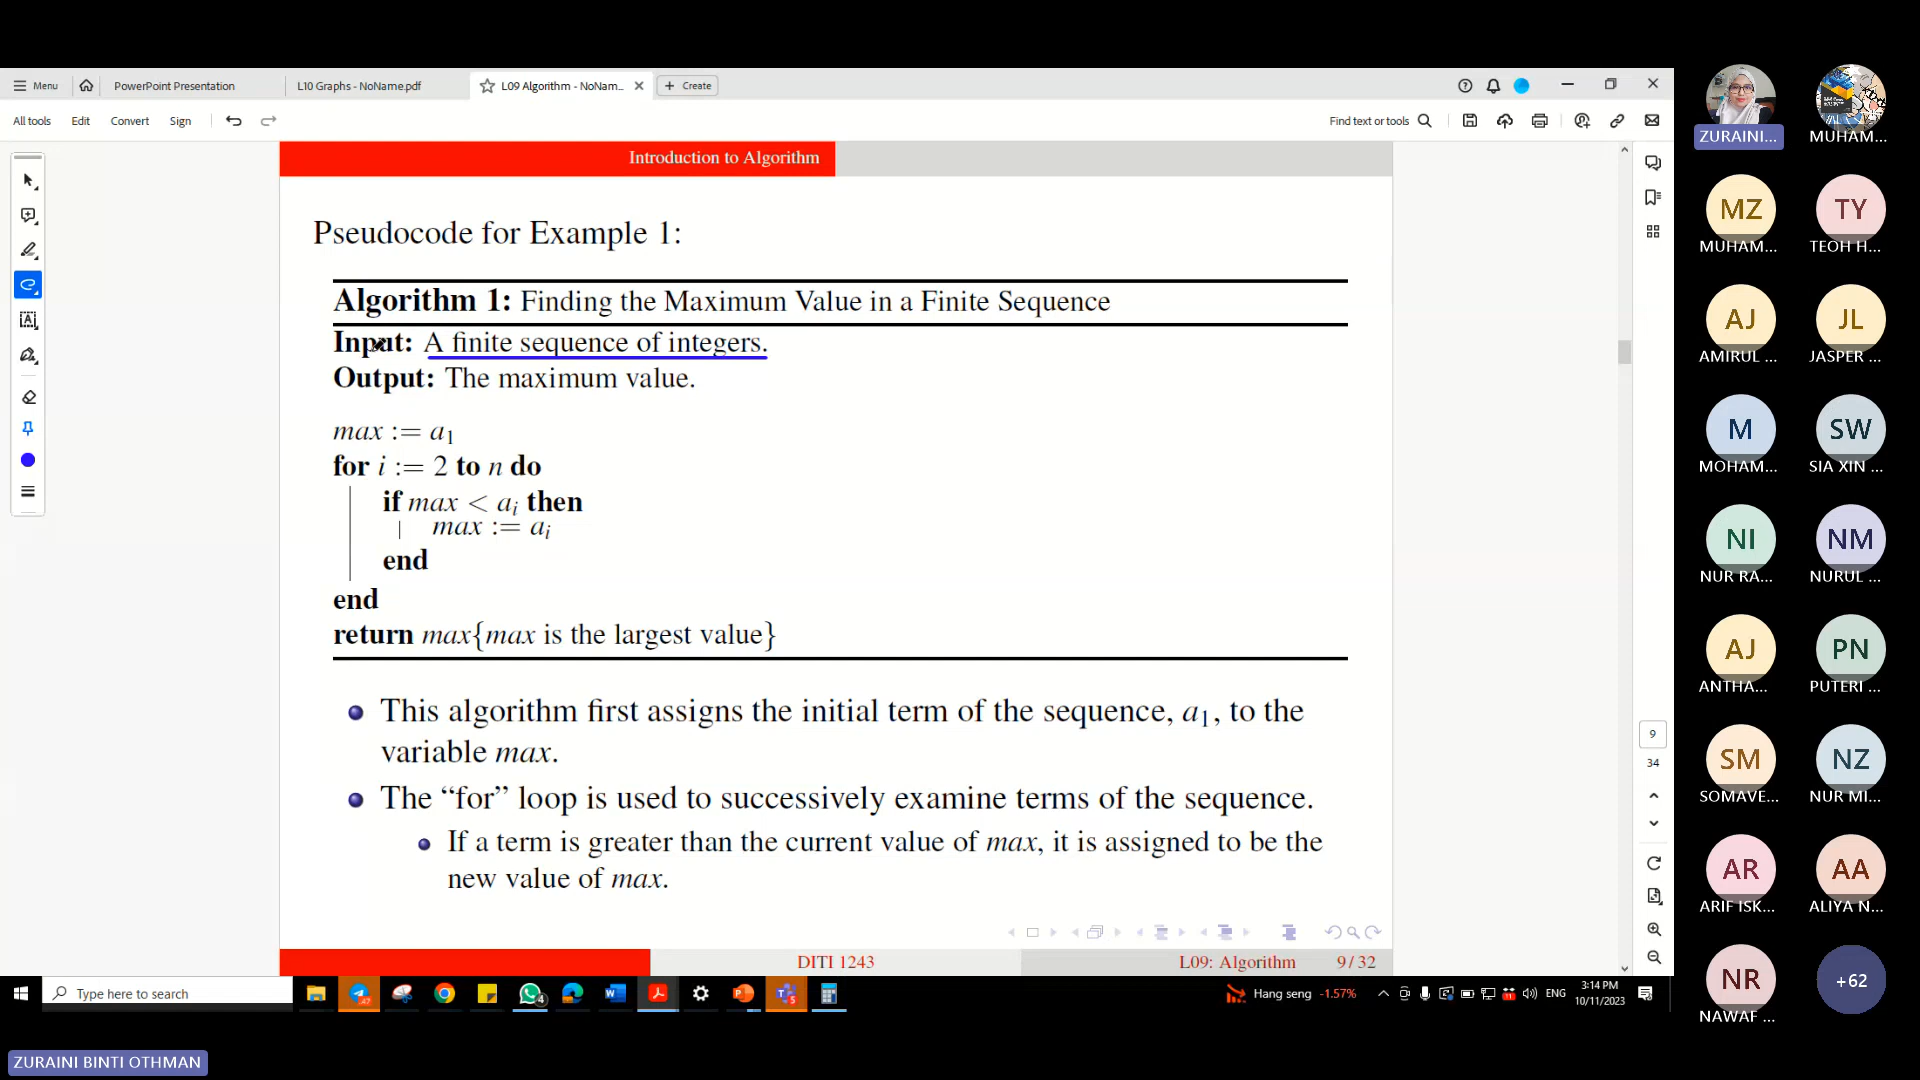 Menu
PowerPoint Presentation
L10 Graphs - NoName.pdf
L09 Algorithm - NoNam...
Create
All tools
Edit
Convert
Sign
Find text or tools
Introduction to Algorithm
Pseudocode for Example 1:
Algorithm 1: Finding the Maximum Value in a Finite Sequence
Input: A finite sequence of integers.
Output: The maximum value.
max := a₁
for i := 2 to n do
if max < aᵢ then
max := aᵢ
end
end
return max{max is the largest value}
This algorithm first assigns the initial term of the sequence, a₁, to the
variable max.
The “for” loop is used to successively examine terms of the sequence.
If a term is greater than the current value of max, it is assigned to be the
new value of max.
DITI 1243
L09: Algorithm
9 / 32
9
34
Type here to search
Hang seng -1.57%
ENG
3:14 PM
10/11/2023
ZURAINI BINTI OTHMAN
ZURAINI...
MUHAM...
MZ
MUHAM...
TY
TEOH H...
AJ
AMIRUL ...
JL
JASPER ...
M
MOHAM...
SW
SIA XIN ...
NI
NUR RA...
NM
NURUL ...
AJ
ANTHA...
PN
PUTERI ...
SM
SOMAVE...
NZ
NUR MI...
AR
ARIF ISK...
AA
ALIYA N...
NR
NAWAF ...
+62